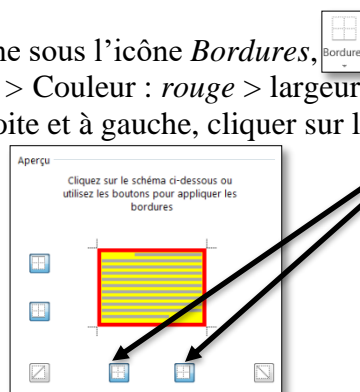 ne sous l’icône Bordures,
Bordure
> Couleur : rouge > largeur
oite et à gauche, cliquer sur l
Aperçu
Cliquez sur le schéma ci-dessous ou
utilisez les boutons pour appliquer les
bordures